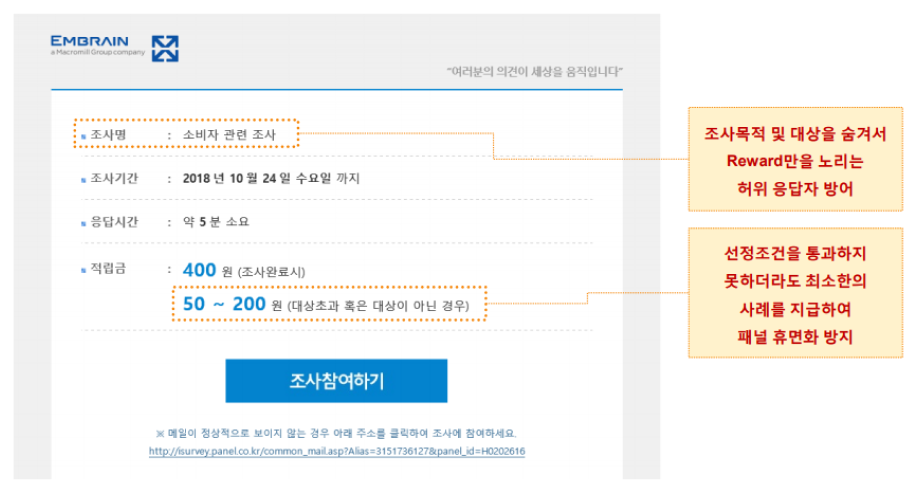 EMBRAIN
a Macromill Group company
"여러분의 의견이 세상을 움직입니다"
조사명 : 소비자 관련 조사
조사기간 : 2018 년 10 월 24 일 수요일 까지
응답시간 : 약 5 분 소요
적립금 : 400 원 (조사완료시)
50 ~ 200 원 (대상초과 혹은 대상이 아닌 경우)
조사참여하기
※ 메일이 정상적으로 보이지 않는 경우 아래 주소를 클릭하여 조사에 참여하세요.
http://isurvey.panel.co.kr/common_mail.asp?Alias=3151736127&panel_id=H0202616
조사목적 및 대상을 숨겨서
Reward만을 노리는
허위 응답자 방어
선정조건을 통과하지
못하더라도 최소한의
사례를 지급하여
패널 휴면화 방지